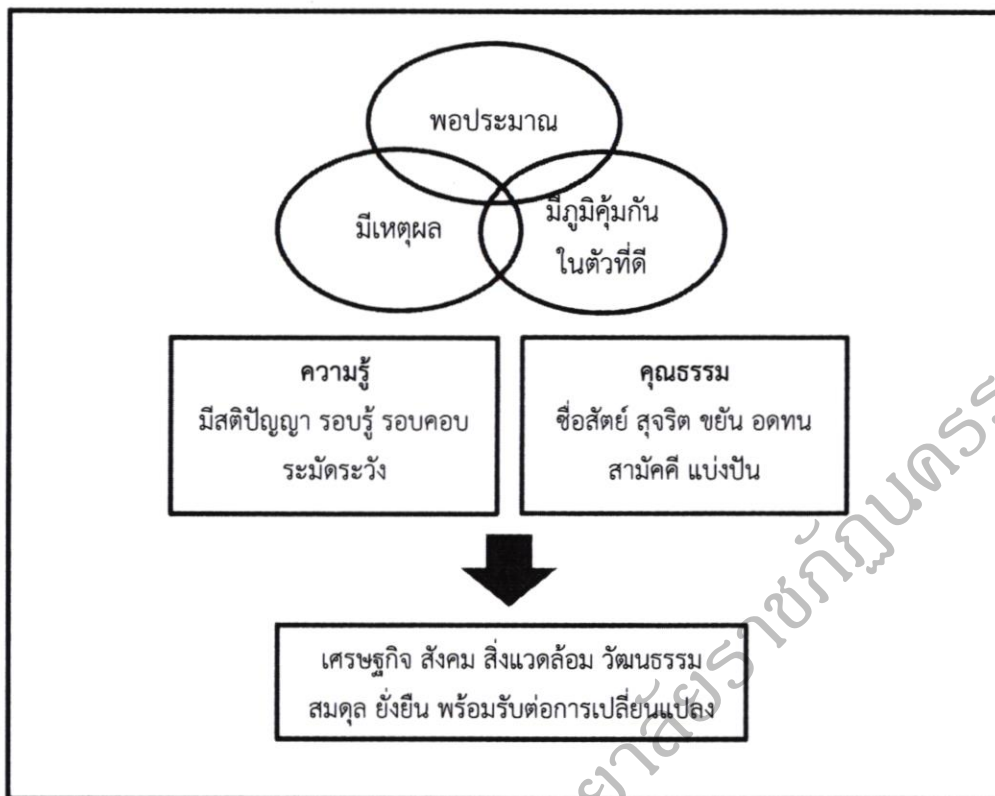 พอประมาณ
มีเหตุผล
มีภูมิคุ้มกัน
ในตัวที่ดี
ความรู้
มีสติปัญญา รอบรู้ รอบคอบ
ระมัดระวัง
คุณธรรม
ซื่อสัตย์ สุจริต ขยัน อดทน
สามัคคี แบ่งปัน
เศรษฐกิจ สังคม สิ่งแวดล้อม วัฒนธรรม
สมดุล ยั่งยืน พร้อมรับต่อการเปลี่ยนแปลง